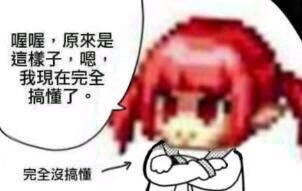 喔喔，原來是
這樣子，嗯，
我現在完全
搞懂了。
完全沒搞懂